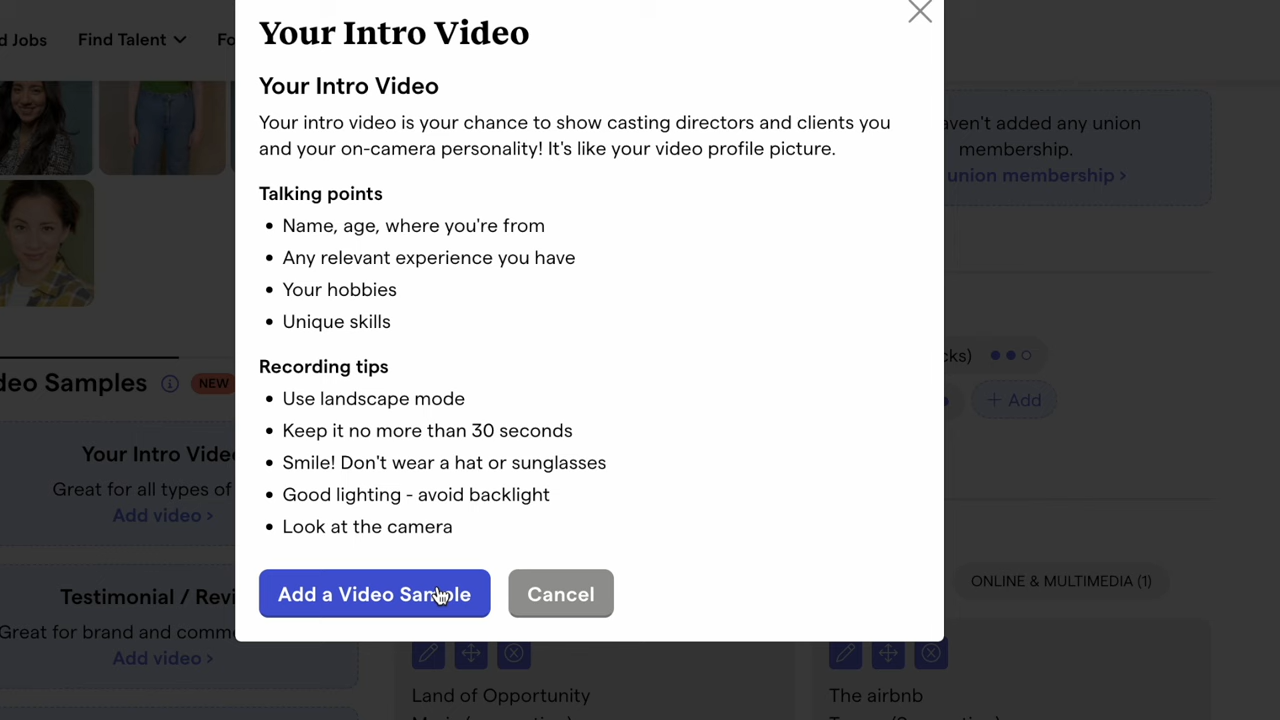 d Jobs
Find Talent
Fo
Your Intro Video
Your Intro Video
Your intro video is your chance to show casting directors and clients you
and your on-camera personality! It's like your video profile picture.
Talking points
• Name, age, where you're from
• Any relevant experience you have
• Your hobbies
• Unique skills
Recording tips
• Use landscape mode
• Keep it no more than 30 seconds
• Smile! Don't wear a hat or sunglasses
• Good lighting - avoid backlight
• Look at the camera
Add a Video Sample
Cancel
aven't added any union
membership.
union membership >
deo Samples
NEW
Your Intro Vide
Great for all types of
Add video >
Testimonial / Revi
Great for brand and comme
Add video >
cks)
+ Add
ONLINE & MULTIMEDIA (1)
Land of Opportunity
The airbnb